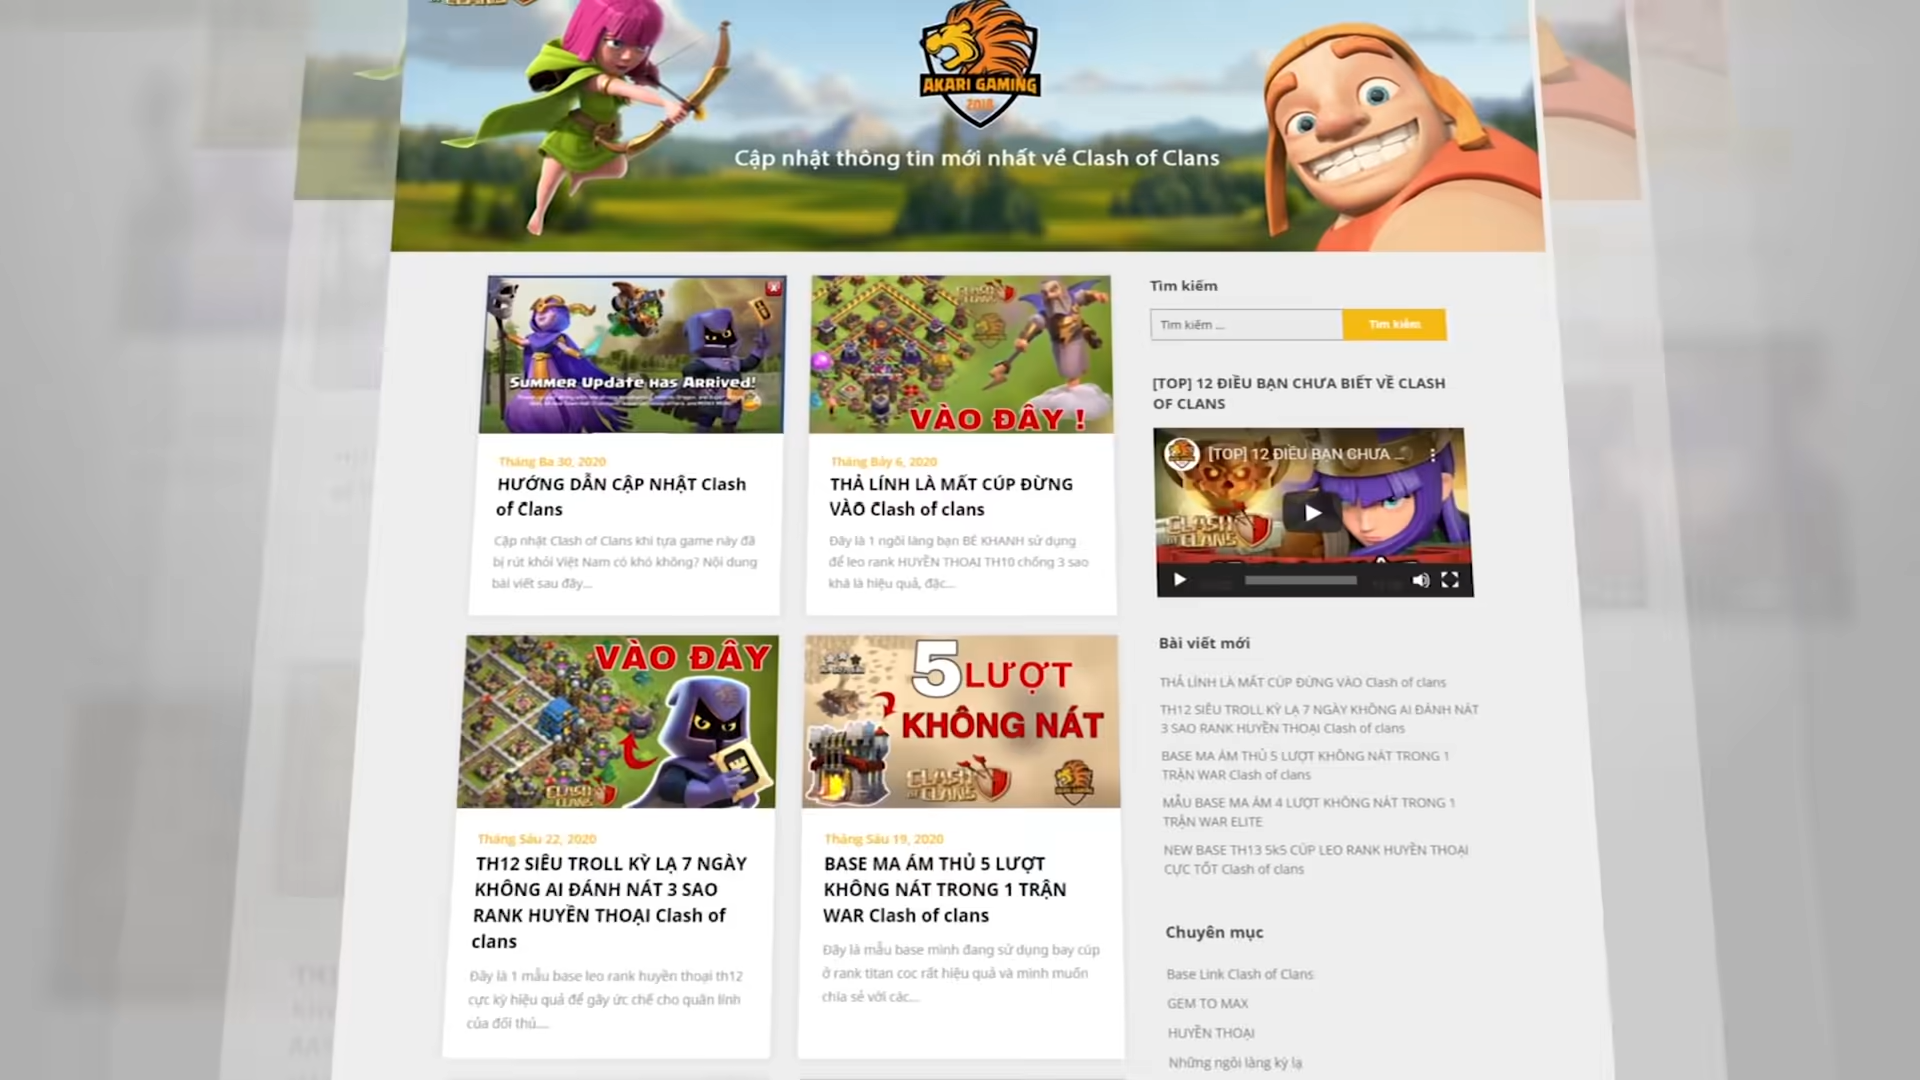 AKARI GAMING
2018
Cập nhật thông tin mới nhất về Clash of Clans
SUMMER UPDATE HAS ARRIVED!
Tháng Ba 30, 2020
HƯỚNG DẪN CẬP NHẬT Clash
of Clans
Cập nhật Clash of Clans khi tựa game này đã
bị rút khỏi Việt Nam có khó không? Nội dung
bài viết sau đây...
VÀO ĐÂY !
Tháng Bảy 6, 2020
THẢ LÍNH LÀ MẤT CÚP ĐỪNG
VÀO Clash of clans
Đây là 1 ngôi làng bạn BÉ KHANH sử dụng
để leo rank HUYỀN THOẠI TH10 chống 3 sao
khá là hiệu quả, đặc...
VÀO ĐÂY
CLASH OF CLANS
Tháng Sáu 22, 2020
TH12 SIÊU TROLL KỲ LẠ 7 NGÀY
KHÔNG AI ĐÁNH NÁT 3 SAO
RANK HUYỀN THOẠI Clash of
clans
Đây là 1 mẫu base leo rank huyền thoại th12
cực kỳ hiệu quả để gây ức chế cho quân lính
của đối thủ....
5 LƯỢT
KHÔNG NÁT
CLASH OF CLANS
Tháng Sáu 19, 2020
BASE MA ÁM THỦ 5 LƯỢT
KHÔNG NÁT TRONG 1 TRẬN
WAR Clash of clans
Đây là mẫu base mình đang sử dụng bay cúp
ở rank titan coc rất hiệu quả và mình muốn
chia sẻ với các...
Tìm kiếm
Tìm kiếm ...
Tìm kiếm
[TOP] 12 ĐIỀU BẠN CHƯA BIẾT VỀ CLASH
OF CLANS
[TOP] 12 ĐIỀU BẠN CHƯA ...
CLASH OF CLANS
Bài viết mới
THẢ LÍNH LÀ MẤT CÚP ĐỪNG VÀO Clash of clans
TH12 SIÊU TROLL KỲ LẠ 7 NGÀY KHÔNG AI ĐÁNH NÁT
3 SAO RANK HUYỀN THOẠI Clash of clans
BASE MA ÁM THỦ 5 LƯỢT KHÔNG NÁT TRONG 1
TRẬN WAR Clash of clans
MẪU BASE MA ÁM 4 LƯỢT KHÔNG NÁT TRONG 1
TRẬN WAR ELITE
NEW BASE TH13 5k5 CÚP LEO RANK HUYỀN THOẠI
CỰC TỐT Clash of clans
Chuyên mục
Base Link Clash of Clans
GEM TO MAX
HUYỀN THOẠI
Những ngôi làng kỳ lạ